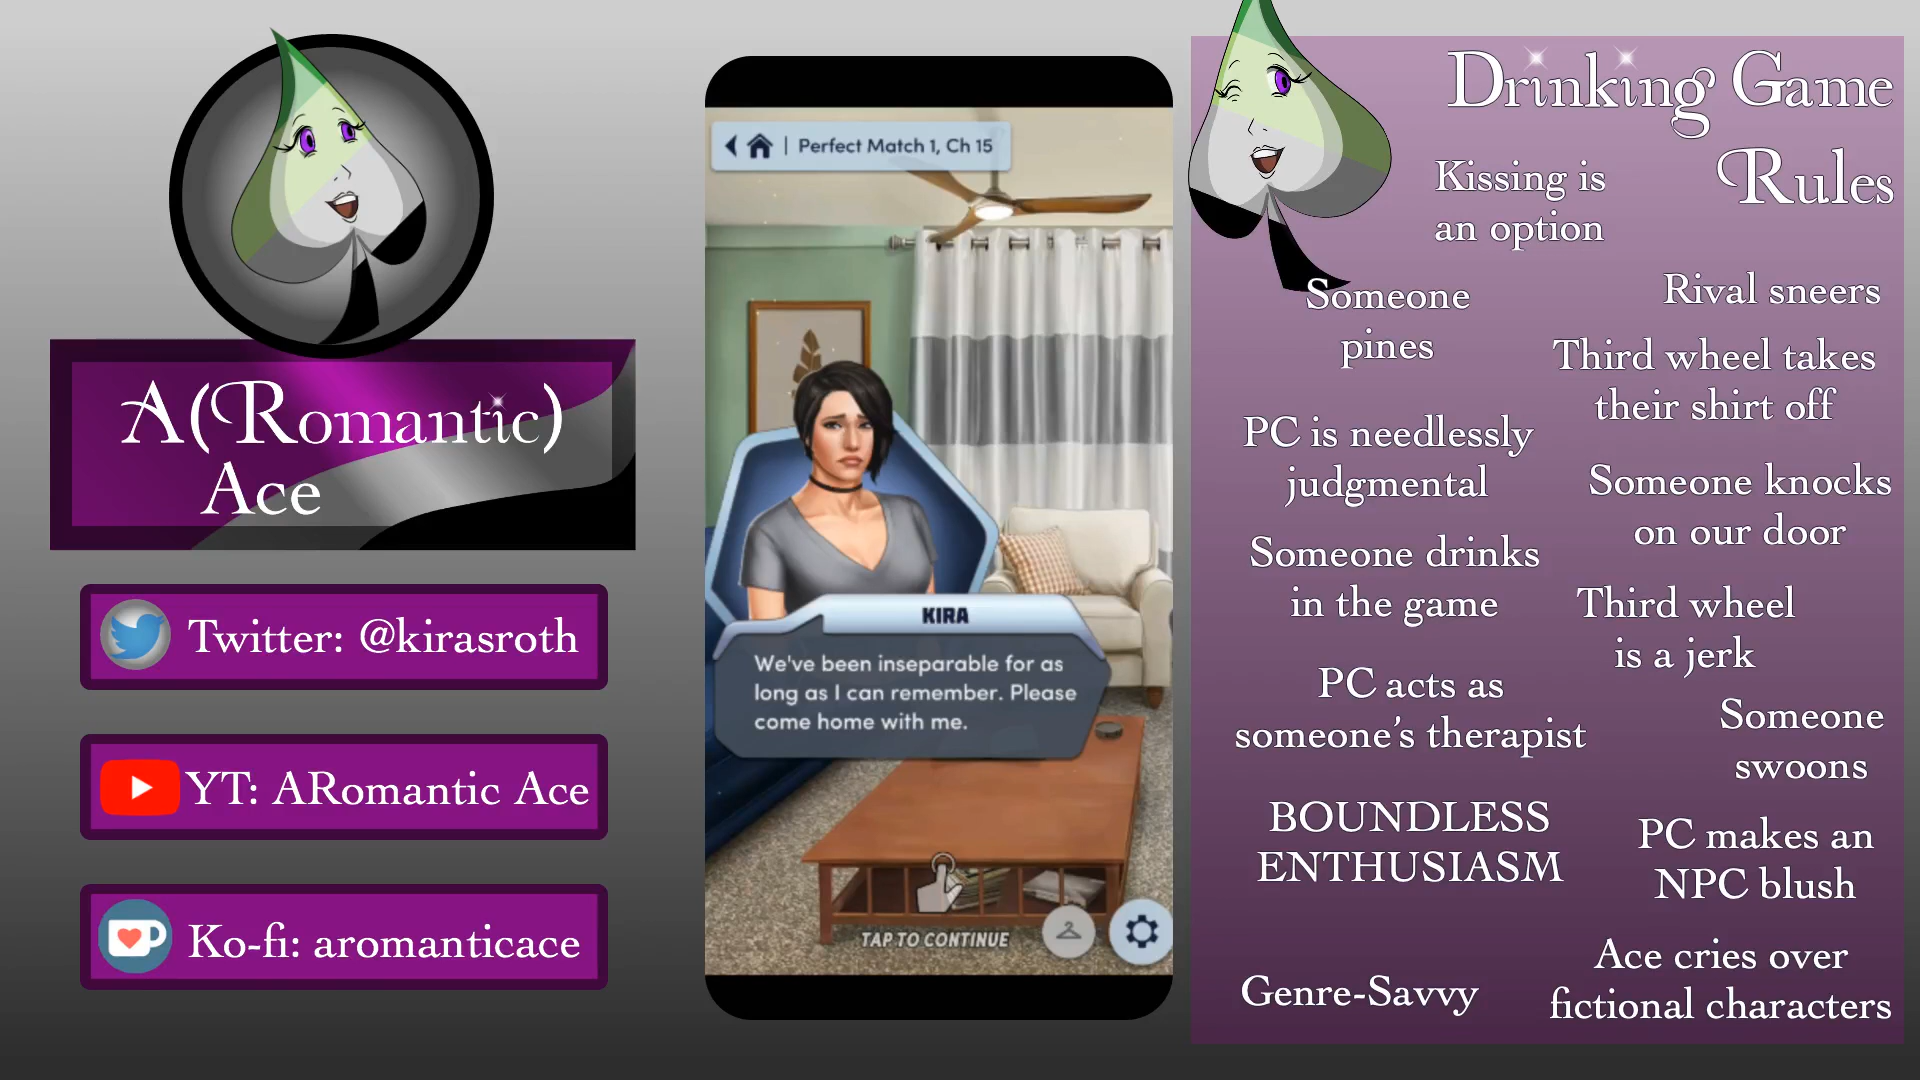 A(Romantic)
Ace
Twitter: @kirasroth
YT: ARomantic Ace
Ko-fi: aromanticace
| Perfect Match 1, Ch 15
KIRA
We've been inseparable for as
long as I can remember. Please
come home with me.
TAP TO CONTINUE
Drinking Game
Rules
Kissing is
an option
Someone
pines
Rival sneers
Third wheel takes
their shirt off
PC is needlessly
judgmental
Someone knocks
on our door
Someone drinks
in the game
Third wheel
is a jerk
PC acts as
someone's therapist
Someone
swoons
BOUNDLESS
ENTHUSIASM
PC makes an
NPC blush
Genre-Savvy
Ace cries over
fictional characters